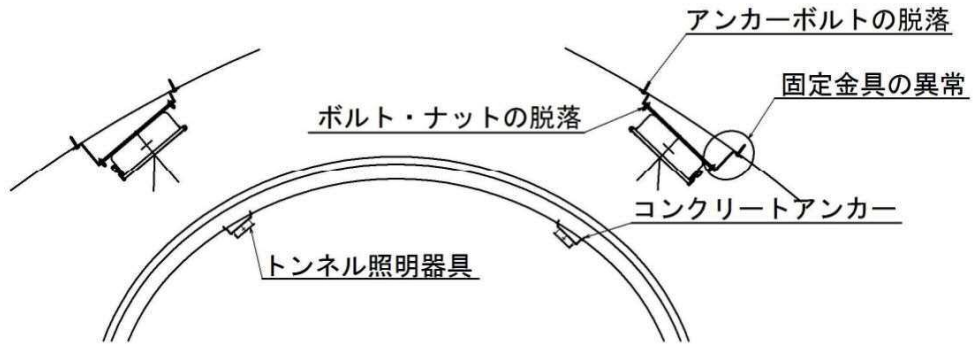 アンカーボルトの脱落
固定金具の異常
ボルト・ナットの脱落
コンクリートアンカー
トンネル照明器具